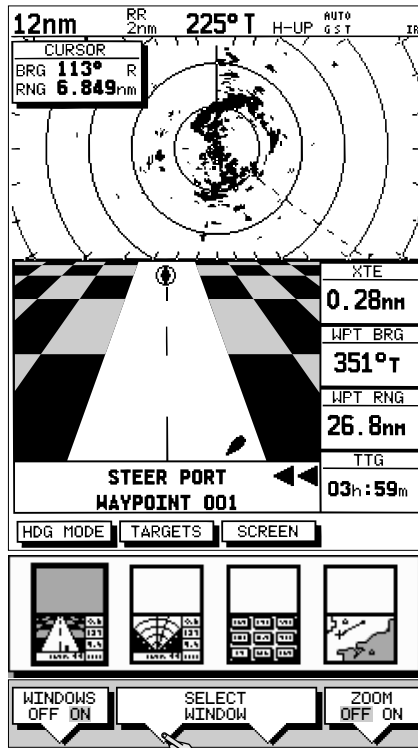 12nm RR 225°T H-UP AUTO
2nm G S T IR
CURSOR
BRG 113° R
RNG 6.849nm
XTE
0.28nm
WPT BRG
351°T
WPT RNG
26.8nm
TTG
03h:59m
STEER PORT
WAYPOINT 001
HDG MODE TARGETS SCREEN
WINDOWS
OFF ON
SELECT
WINDOW
ZOOM
OFF ON